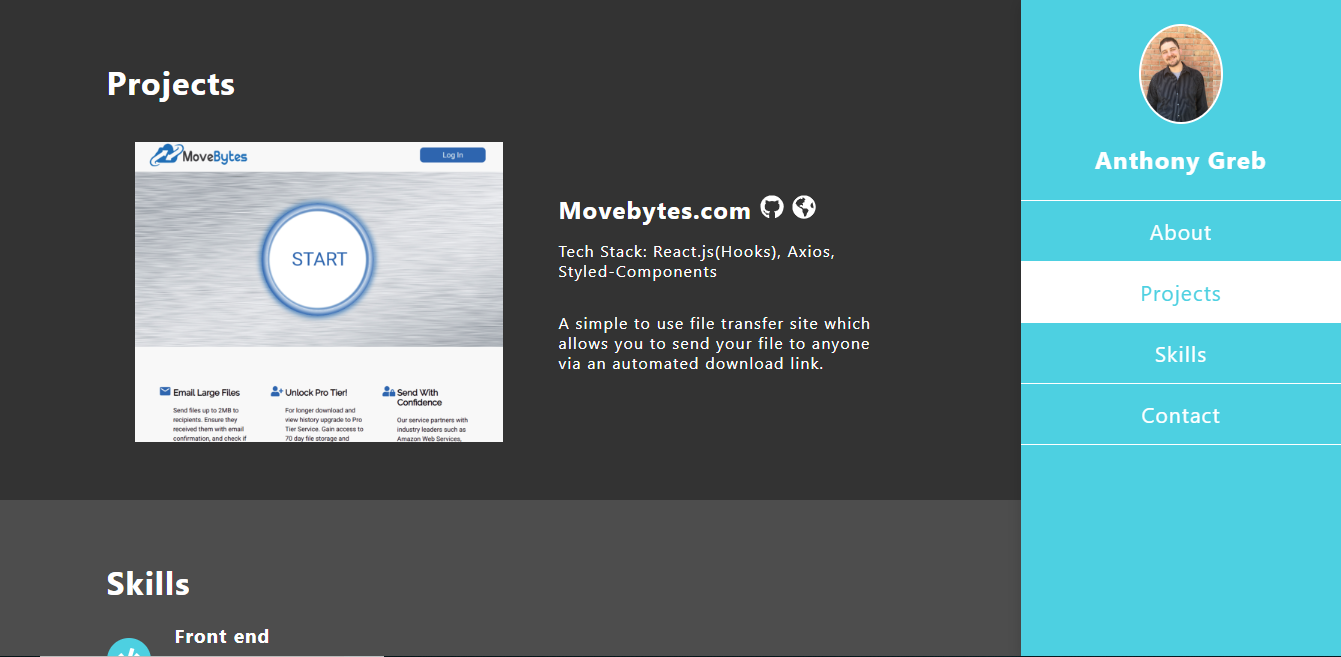 Projects
MoveBytes
Log In
START
Email Large Files
Send files up to 2MB to
recipients. Ensure they
received them with email
confirmation, and check if
Unlock Pro Tier!
For longer download and
view history upgrade to Pro
Tier Service. Gain access to
70 day file storage and
Send With
Confidence
Our service partners with
industry leaders such as
Amazon Web Services,
Movebytes.com
Tech Stack: React.js(Hooks), Axios,
Styled-Components
A simple to use file transfer site which
allows you to send your file to anyone
via an automated download link.
Skills
Front end
Anthony Greb
About
Projects
Skills
Contact